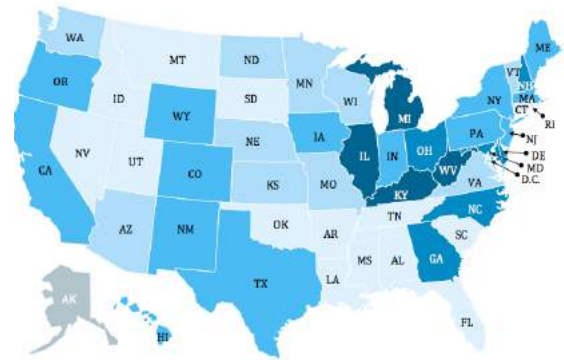 WA
MT
ND
MN
ME
VT
NH
OR
ID
SD
WI
MI
NY
MA
CT
RI
WY
NE
IA
PA
NJ
NV
UT
CO
IL
IN
OH
DE
MD
D.C.
CA
KS
MO
KY
WV
VA
AZ
NM
OK
AR
TN
NC
SC
TX
LA
MS
AL
GA
FL
AK
HI